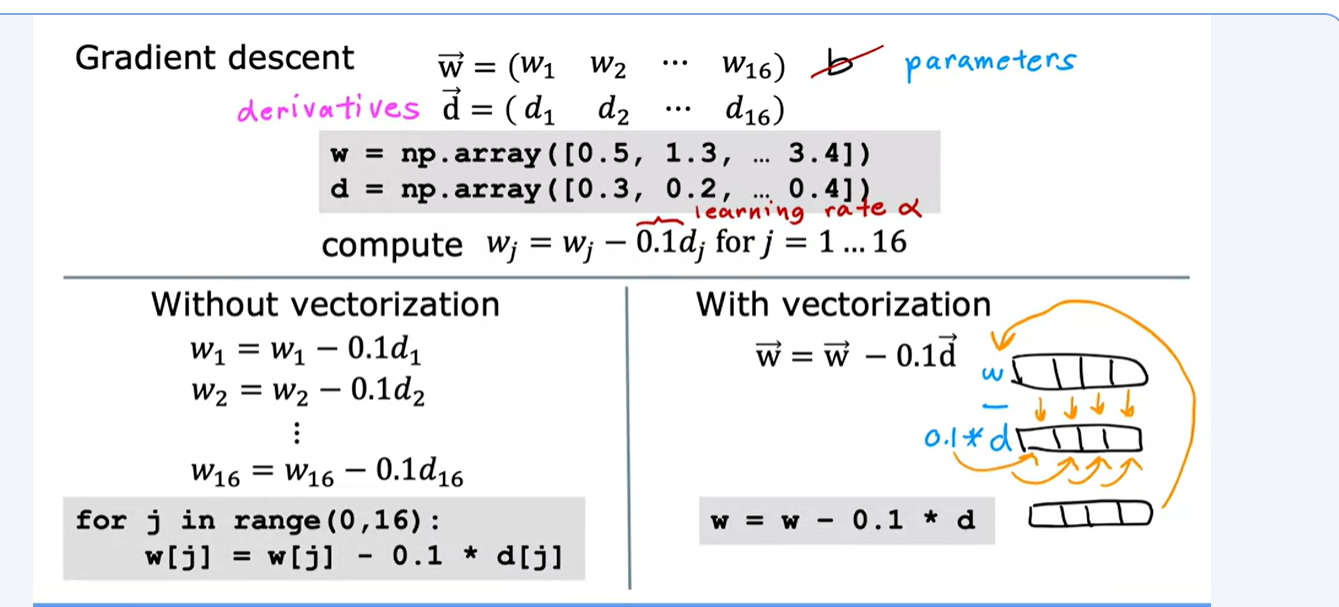 Gradient descent
w⃗ = (w₁ w₂ ⋯ w₁₆) b parameters
derivatives d⃗ = (d₁ d₂ ⋯ d₁₆)
w = np.array([0.5, 1.3, … 3.4])
d = np.array([0.3, 0.2, … 0.4])
learning rate α
compute wⱼ = wⱼ − 0.1dⱼ for j = 1 … 16
Without vectorization
w₁ = w₁ − 0.1d₁
w₂ = w₂ − 0.1d₂
⋮
w₁₆ = w₁₆ − 0.1d₁₆
for j in range(0,16):
w[j] = w[j] - 0.1 * d[j]
With vectorization
w⃗ = w⃗ − 0.1d⃗
w
−
0.1 * d
w = w - 0.1 * d